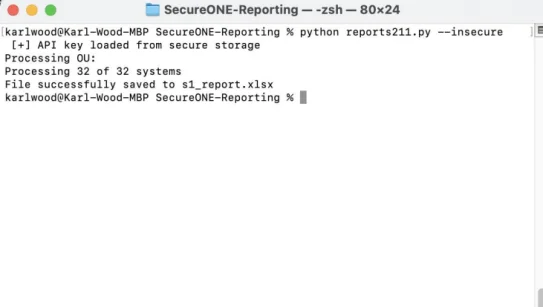 SecureONE-Reporting — -zsh — 80×24
[karlwood@Karl-Wood-MBP SecureONE-Reporting % python reports211.py --insecure ]
[+] API key loaded from secure storage
Processing OU:
Processing 32 of 32 systems
File successfully saved to s1_report.xlsx
karlwood@Karl-Wood-MBP SecureONE-Reporting %